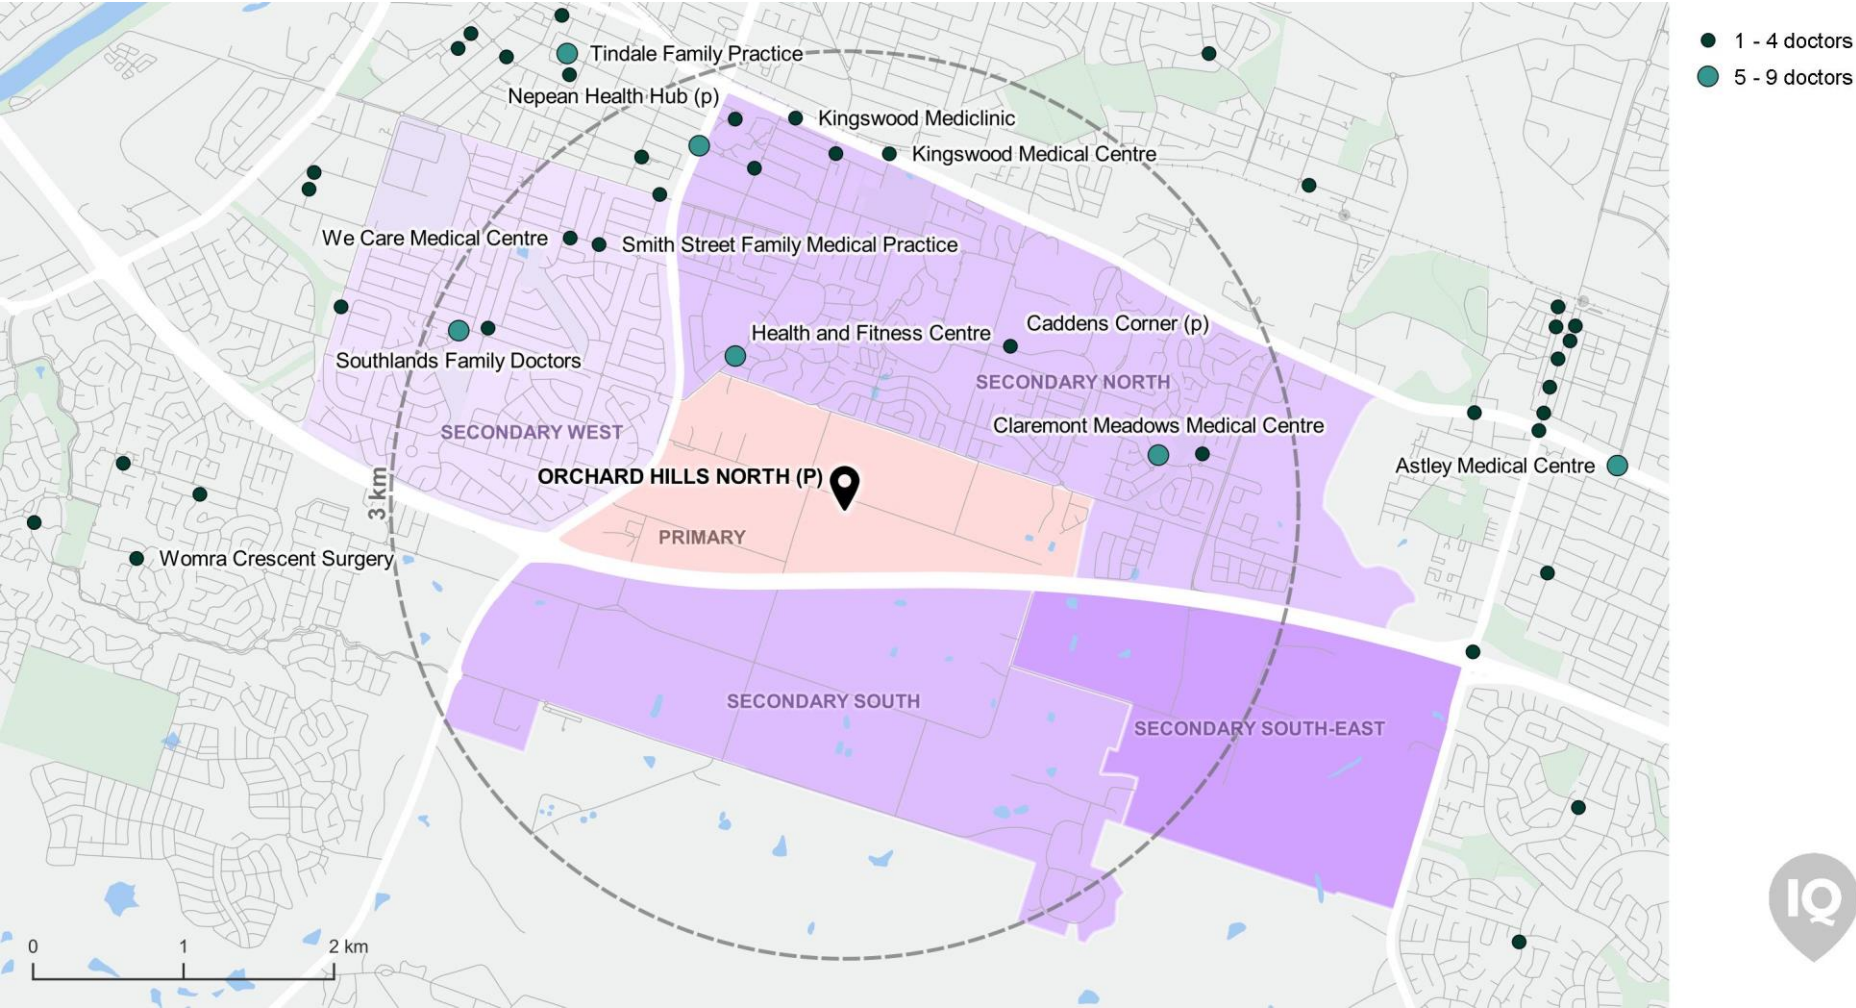 1 - 4 doctors
5 - 9 doctors
Tindale Family Practice
Nepean Health Hub (p)
Kingswood Mediclinic
Kingswood Medical Centre
We Care Medical Centre
Smith Street Family Medical Practice
Health and Fitness Centre
Caddens Corner (p)
Southlands Family Doctors
SECONDARY NORTH
Claremont Meadows Medical Centre
SECONDARY WEST
Astley Medical Centre
ORCHARD HILLS NORTH (P)
3 km
PRIMARY
Womra Crescent Surgery
SECONDARY SOUTH
SECONDARY SOUTH-EAST
IQ
0 1 2 km